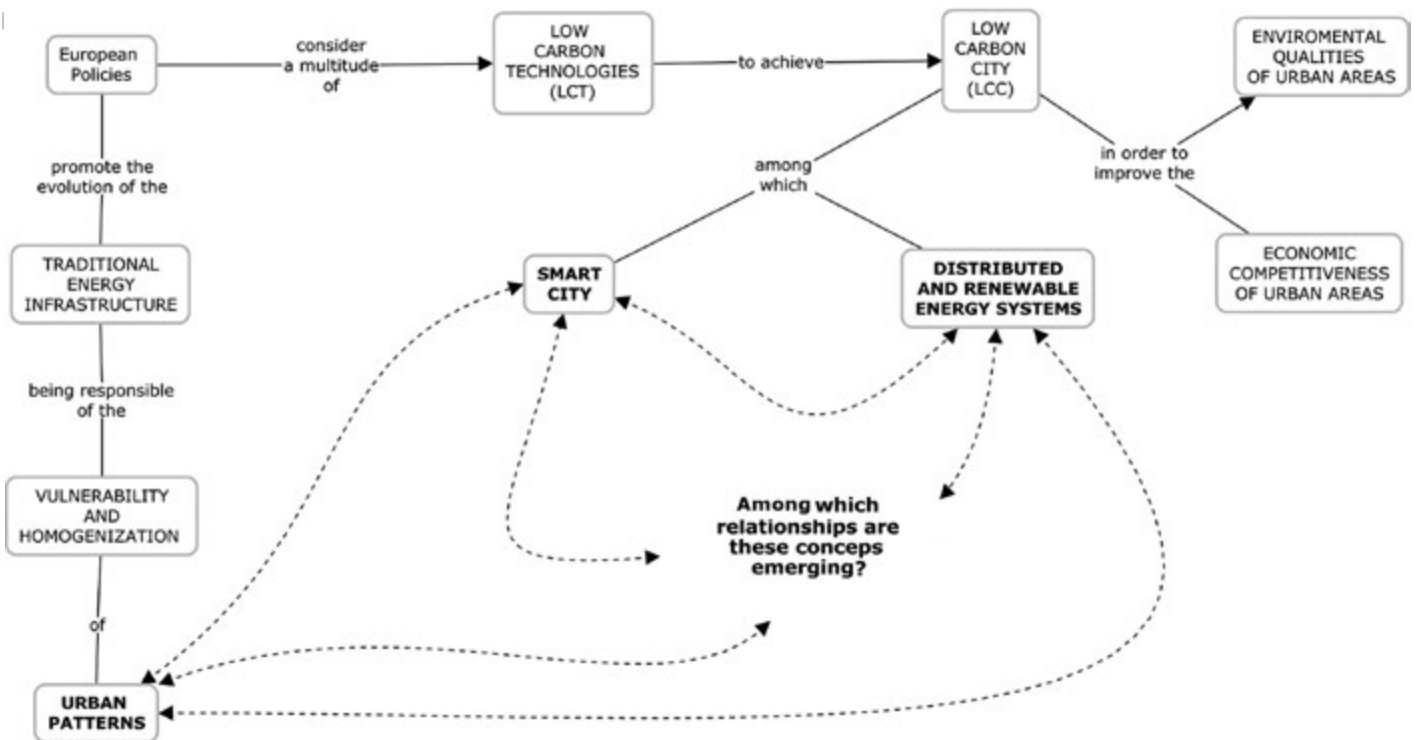 European
Policies
consider
a multitude
of
LOW
CARBON
TECHNOLOGIES
(LCT)
to achieve
LOW
CARBON
CITY
(LCC)
ENVIROMENTAL
QUALITIES
OF URBAN AREAS
promote the
evolution of the
among
which
in order to
improve the
TRADITIONAL
ENERGY
INFRASTRUCTURE
SMART
CITY
DISTRIBUTED
AND RENEWABLE
ENERGY SYSTEMS
ECONOMIC
COMPETITIVENESS
OF URBAN AREAS
being responsible
of the
VULNERABILITY
AND
HOMOGENIZATION
Among which
relationships are
these conceps
emerging?
of
URBAN
PATTERNS